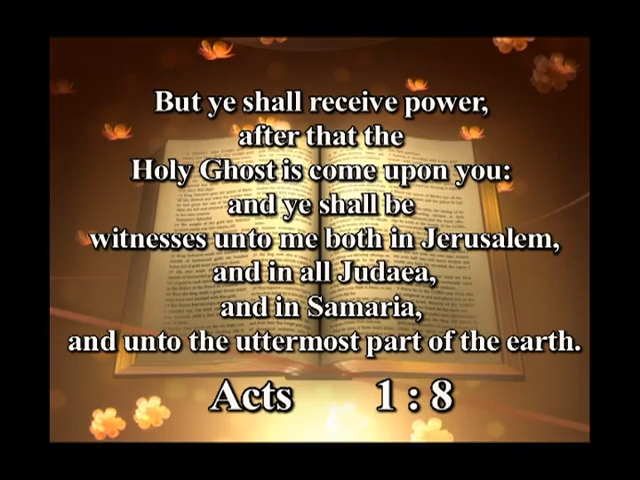 But ye shall receive power,
after that the
Holy Ghost is come upon you:
and ye shall be
witnesses unto me both in Jerusalem,
and in all Judaea,
and in Samaria,
and unto the uttermost part of the earth.
Acts 1 : 8